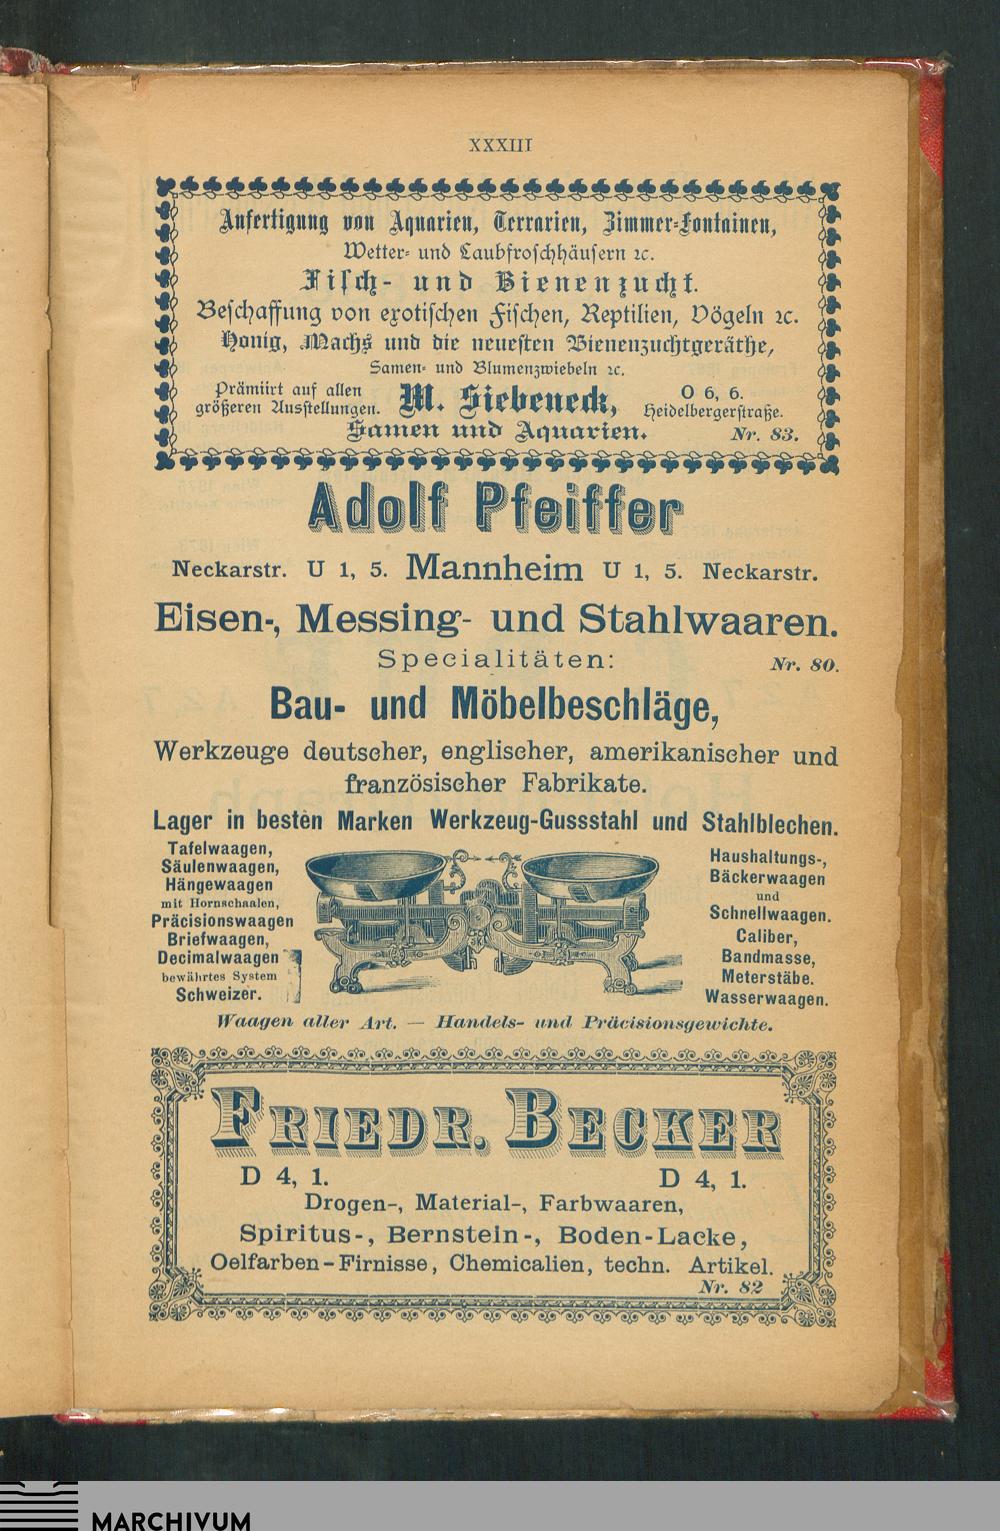 XXXIII
Anfertigung von Aquarien, Terrarien, Zimmer-Fontainen,
Wetter- und Laubfroschhäusern ꝛc.
Fisch- und Bienenzucht.
Beschaffung von exotischen Fischen, Reptilien, Vögeln ꝛc.
Honig, Wachs und die neuesten Bienenzuchtgeräthe,
Samen- und Blumenzwiebeln ꝛc.
Prämiirt auf allen
größeren Ausstellungen.
M. Siebeneck,
O 6, 6.
Heidelbergerstraße.
Samen und Aquarien.
Nr. 83.
Adolf Pfeiffer
Neckarstr. U 1, 5. Mannheim U 1, 5. Neckarstr.
Eisen-, Messing- und Stahlwaaren.
Specialitäten:
Nr. 80.
Bau- und Möbelbeschläge,
Werkzeuge deutscher, englischer, amerikanischer und
französischer Fabrikate.
Lager in besten Marken Werkzeug-Gussstahl und Stahlblechen.
Tafelwaagen,
Säulenwaagen,
Hängewaagen
mit Hornschaalen,
Präcisionswaagen
Briefwaagen,
Decimalwaagen
bewährtes System
Schweizer.
Haushaltungs-,
Bäckerwaagen
und
Schnellwaagen.
Caliber,
Bandmasse,
Meterstäbe.
Wasserwaagen.
Waagen aller Art. — Handels- und Präcisionsgewichte.
FRIEDR. BECKER
D 4, 1. D 4, 1.
Drogen-, Material-, Farbwaaren,
Spiritus-, Bernstein-, Boden-Lacke,
Oelfarben-Firnisse, Chemicalien, techn. Artikel.
Nr. 82
MARCHIVUM